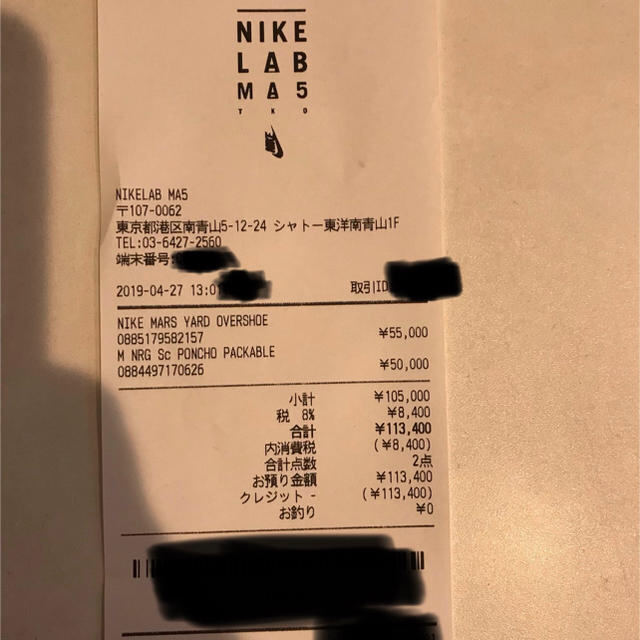 NIKE
LAB
MA5
TKO
NIKELAB MA5
〒107-0062
東京都港区南青山5-12-24 シャトー東洋南青山1F
TEL:03-6427-2560
端末番号:
2019-04-27 13:0 取引ID
NIKE MARS YARD OVERSHOE
0885179582157 ¥55,000
M NRG Sc PONCHO PACKABLE
0884497170626 ¥50,000
小計 ¥105,000
税 8% ¥8,400
合計 ¥113,400
内消費税 (¥8,400)
合計点数 2点
お預り金額 ¥113,400
クレジット - (¥113,400)
お釣り ¥0